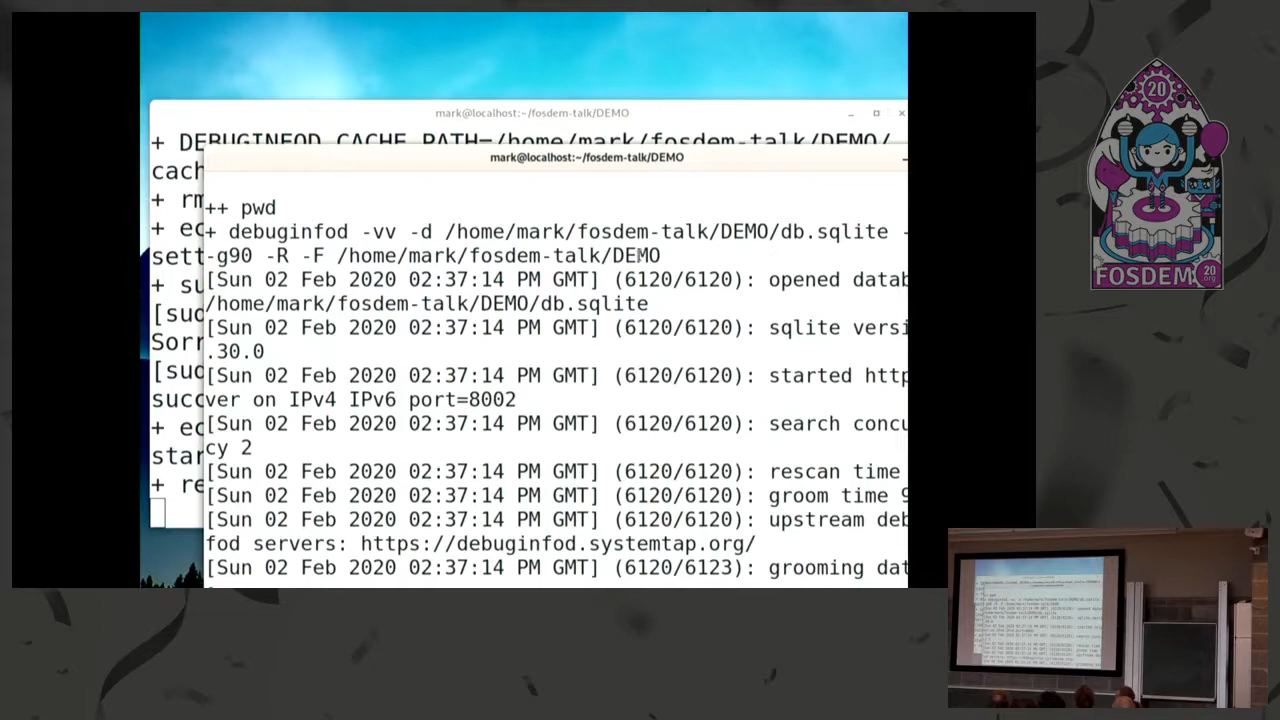 mark@localhost:~/fosdem-talk/DEMO
+ DEBUGINFOD_CACHE_PATH=/home/mark/fosdem-talk/DEMO/
cach
+ rm
+ ec
sett
+ su
[sud
Sorr
[sud
succ
+ ec
star
+ re
mark@localhost:~/fosdem-talk/DEMO
++ pwd
+ debuginfod -vv -d /home/mark/fosdem-talk/DEMO/db.sqlite -
-g90 -R -F /home/mark/fosdem-talk/DEMO
[Sun 02 Feb 2020 02:37:14 PM GMT] (6120/6120): opened datab
/home/mark/fosdem-talk/DEMO/db.sqlite
[Sun 02 Feb 2020 02:37:14 PM GMT] (6120/6120): sqlite versi
.30.0
[Sun 02 Feb 2020 02:37:14 PM GMT] (6120/6120): started http
ver on IPv4 IPv6 port=8002
[Sun 02 Feb 2020 02:37:14 PM GMT] (6120/6120): search concu
cy 2
[Sun 02 Feb 2020 02:37:14 PM GMT] (6120/6120): rescan time
[Sun 02 Feb 2020 02:37:14 PM GMT] (6120/6120): groom time 9
[Sun 02 Feb 2020 02:37:14 PM GMT] (6120/6120): upstream deb
fod servers: https://debuginfod.systemtap.org/
[Sun 02 Feb 2020 02:37:14 PM GMT] (6120/6123): grooming dat
20
FOSDEM 20
.org